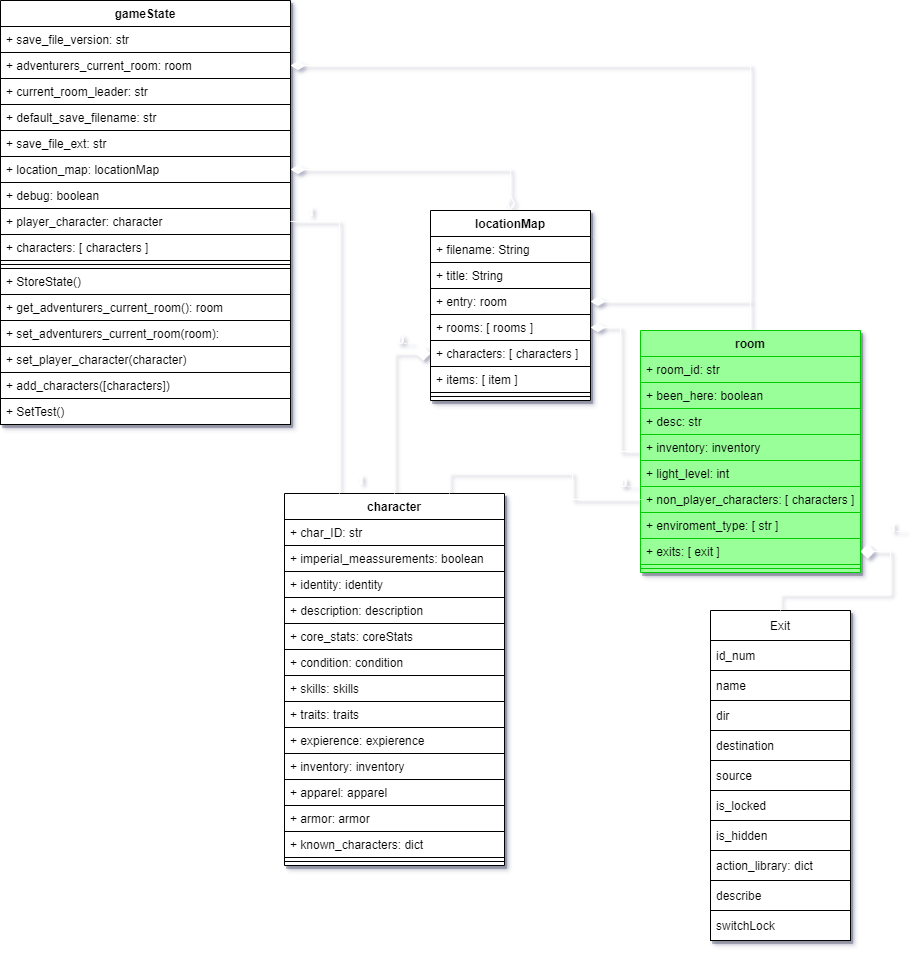 gameState
+ save_file_version: str
+ adventurers_current_room: room
+ current_room_leader: str
+ default_save_filename: str
+ save_file_ext: str
+ location_map: locationMap
+ debug: boolean
+ player_character: character
+ characters: [ characters ]
+ StoreState()
+ get_adventurers_current_room(): room
+ set_adventurers_current_room(room):
+ set_player_character(character)
+ add_characters([characters])
+ SetTest()
locationMap
+ filename: String
+ title: String
+ entry: room
+ rooms: [ rooms ]
+ characters: [ characters ]
+ items: [ item ]
room
+ room_id: str
+ been_here: boolean
+ desc: str
+ inventory: inventory
+ light_level: int
+ non_player_characters: [ characters ]
+ enviroment_type: [ str ]
+ exits: [ exit ]
character
+ char_ID: str
+ imperial_meassurements: boolean
+ identity: identity
+ description: description
+ core_stats: coreStats
+ condition: condition
+ skills: skills
+ traits: traits
+ expierence: expierence
+ inventory: inventory
+ apparel: apparel
+ armor: armor
+ known_characters: dict
Exit
id_num
name
dir
destination
source
is_locked
is_hidden
action_library: dict
describe
switchLock